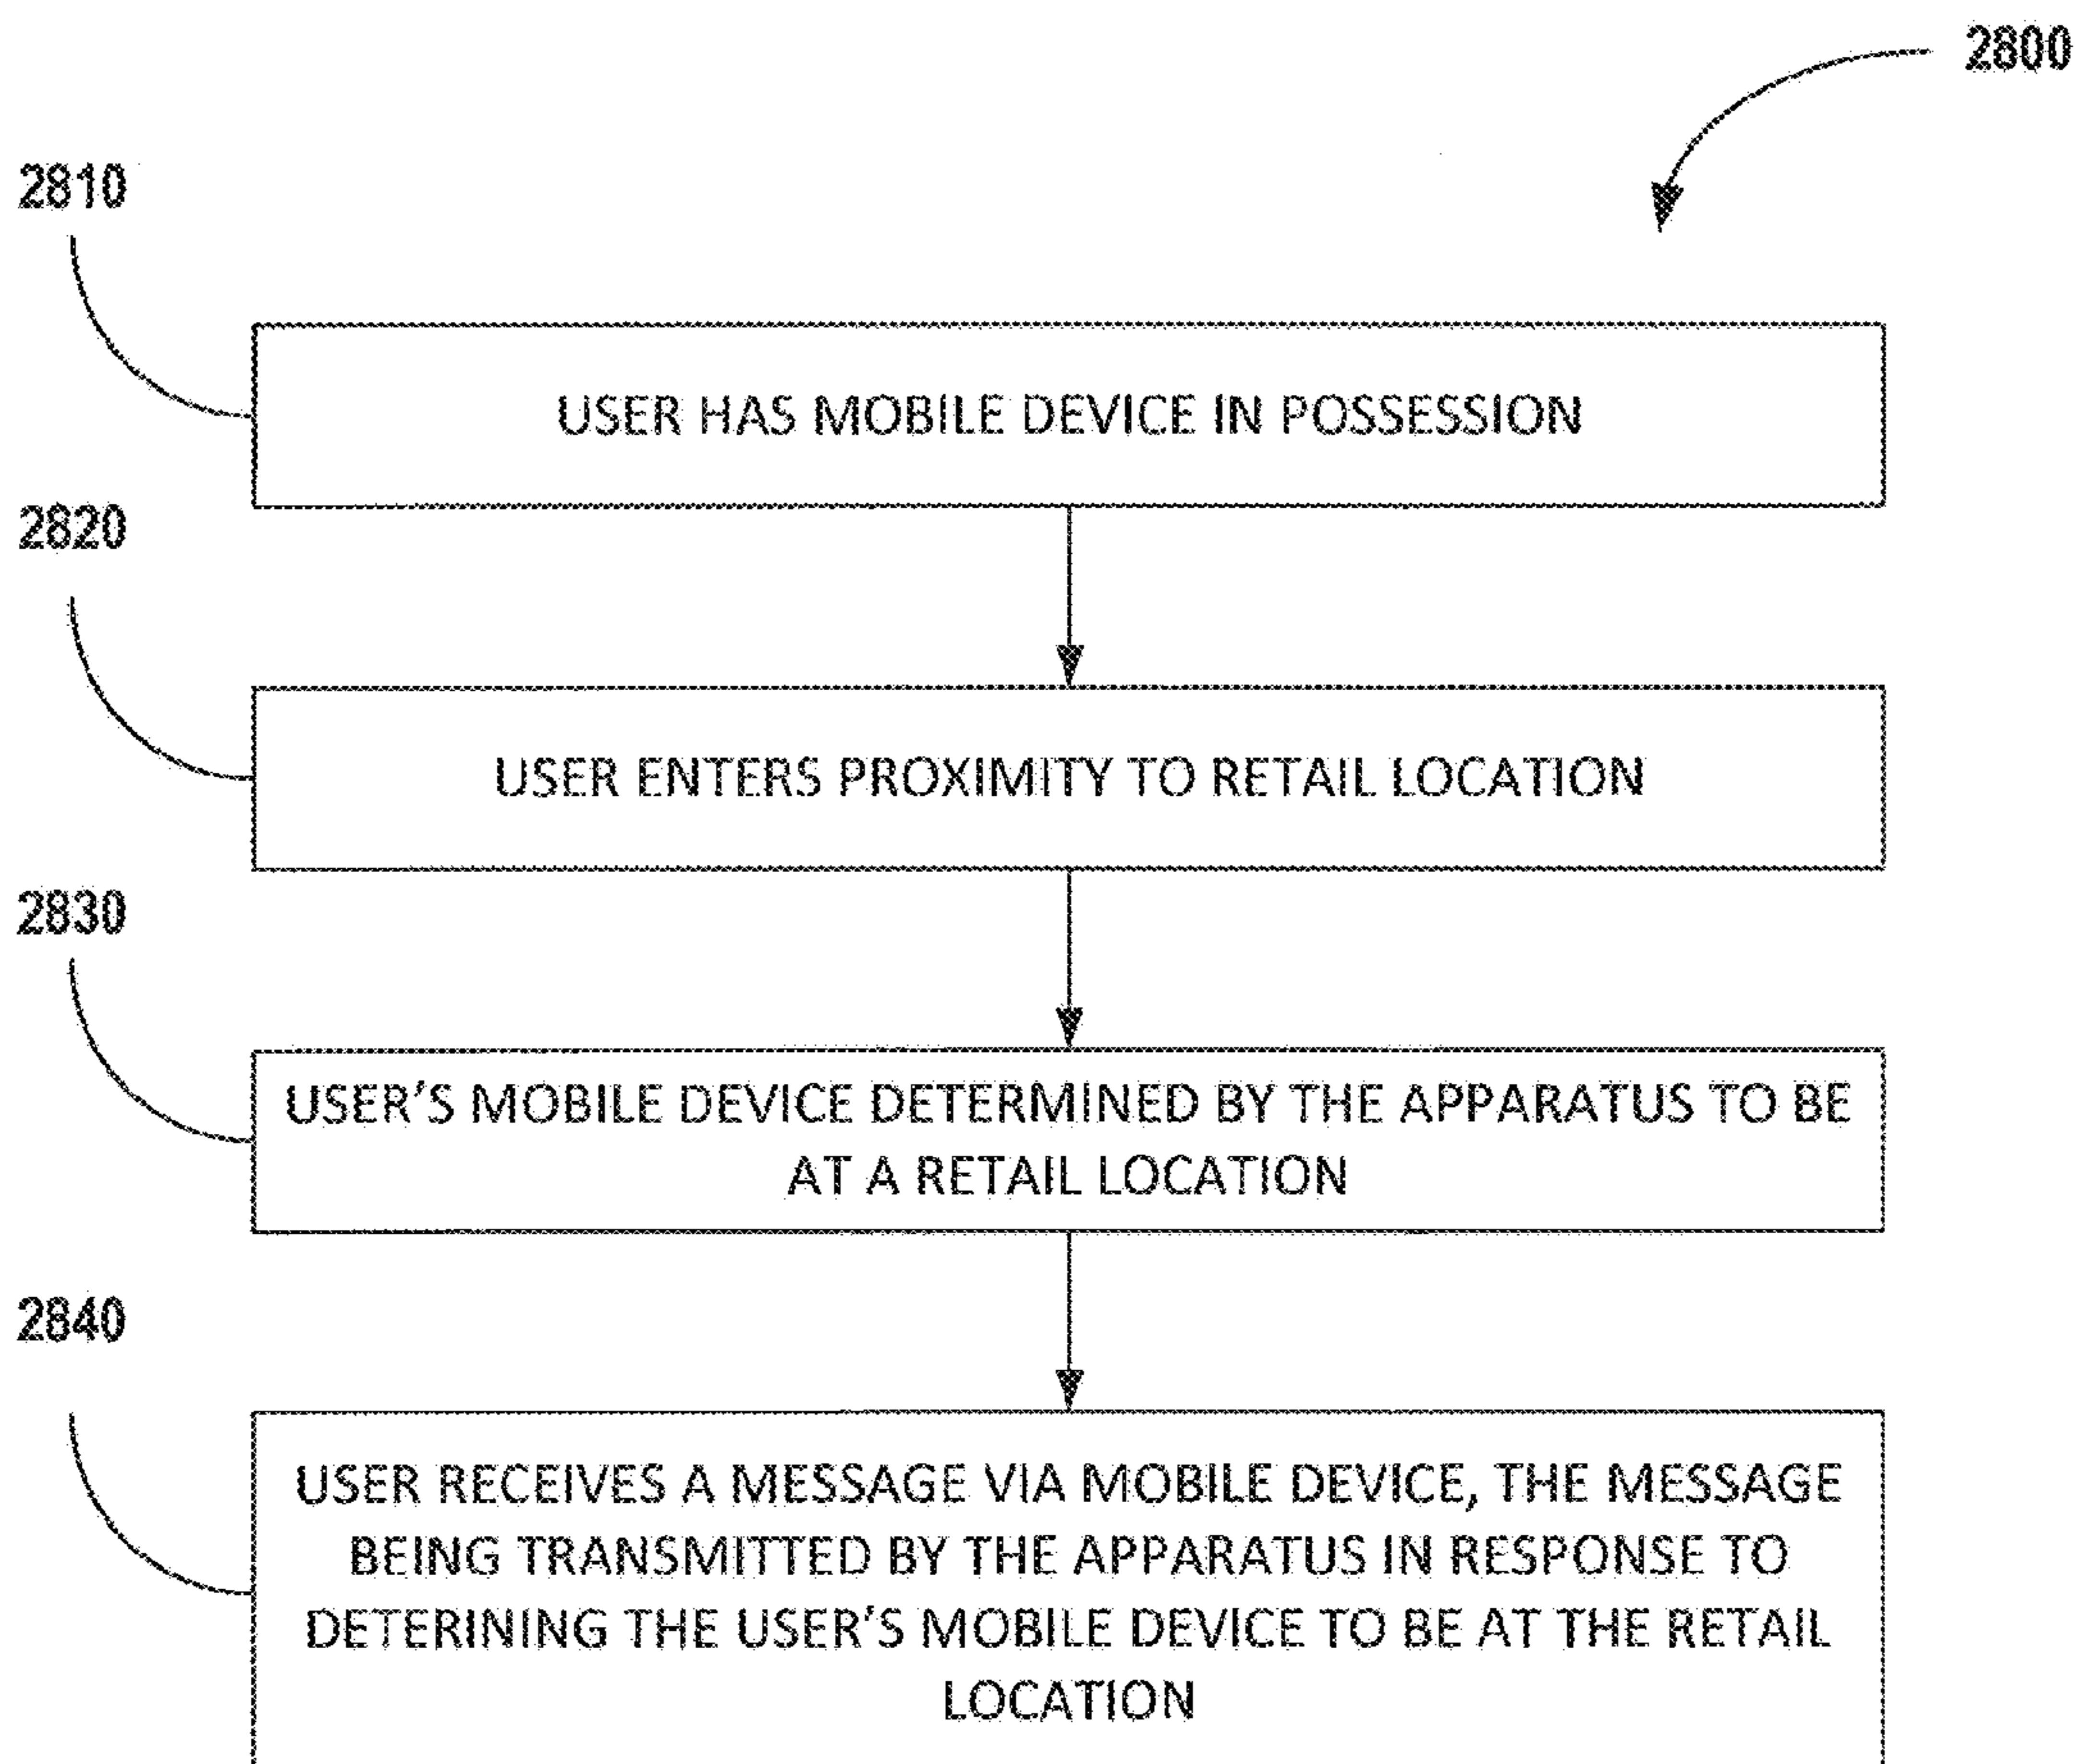 2800
2810
USER HAS MOBILE DEVICE IN POSSESSION
2820
USER ENTERS PROXIMITY TO RETAIL LOCATION
2830
USER'S MOBILE DEVICE DETERMINED BY THE APPARATUS TO BE
AT A RETAIL LOCATION
2840
USER RECEIVES A MESSAGE VIA MOBILE DEVICE, THE MESSAGE
BEING TRANSMITTED BY THE APPARATUS IN RESPONSE TO
DETERINING THE USER'S MOBILE DEVICE TO BE AT THE RETAIL
LOCATION